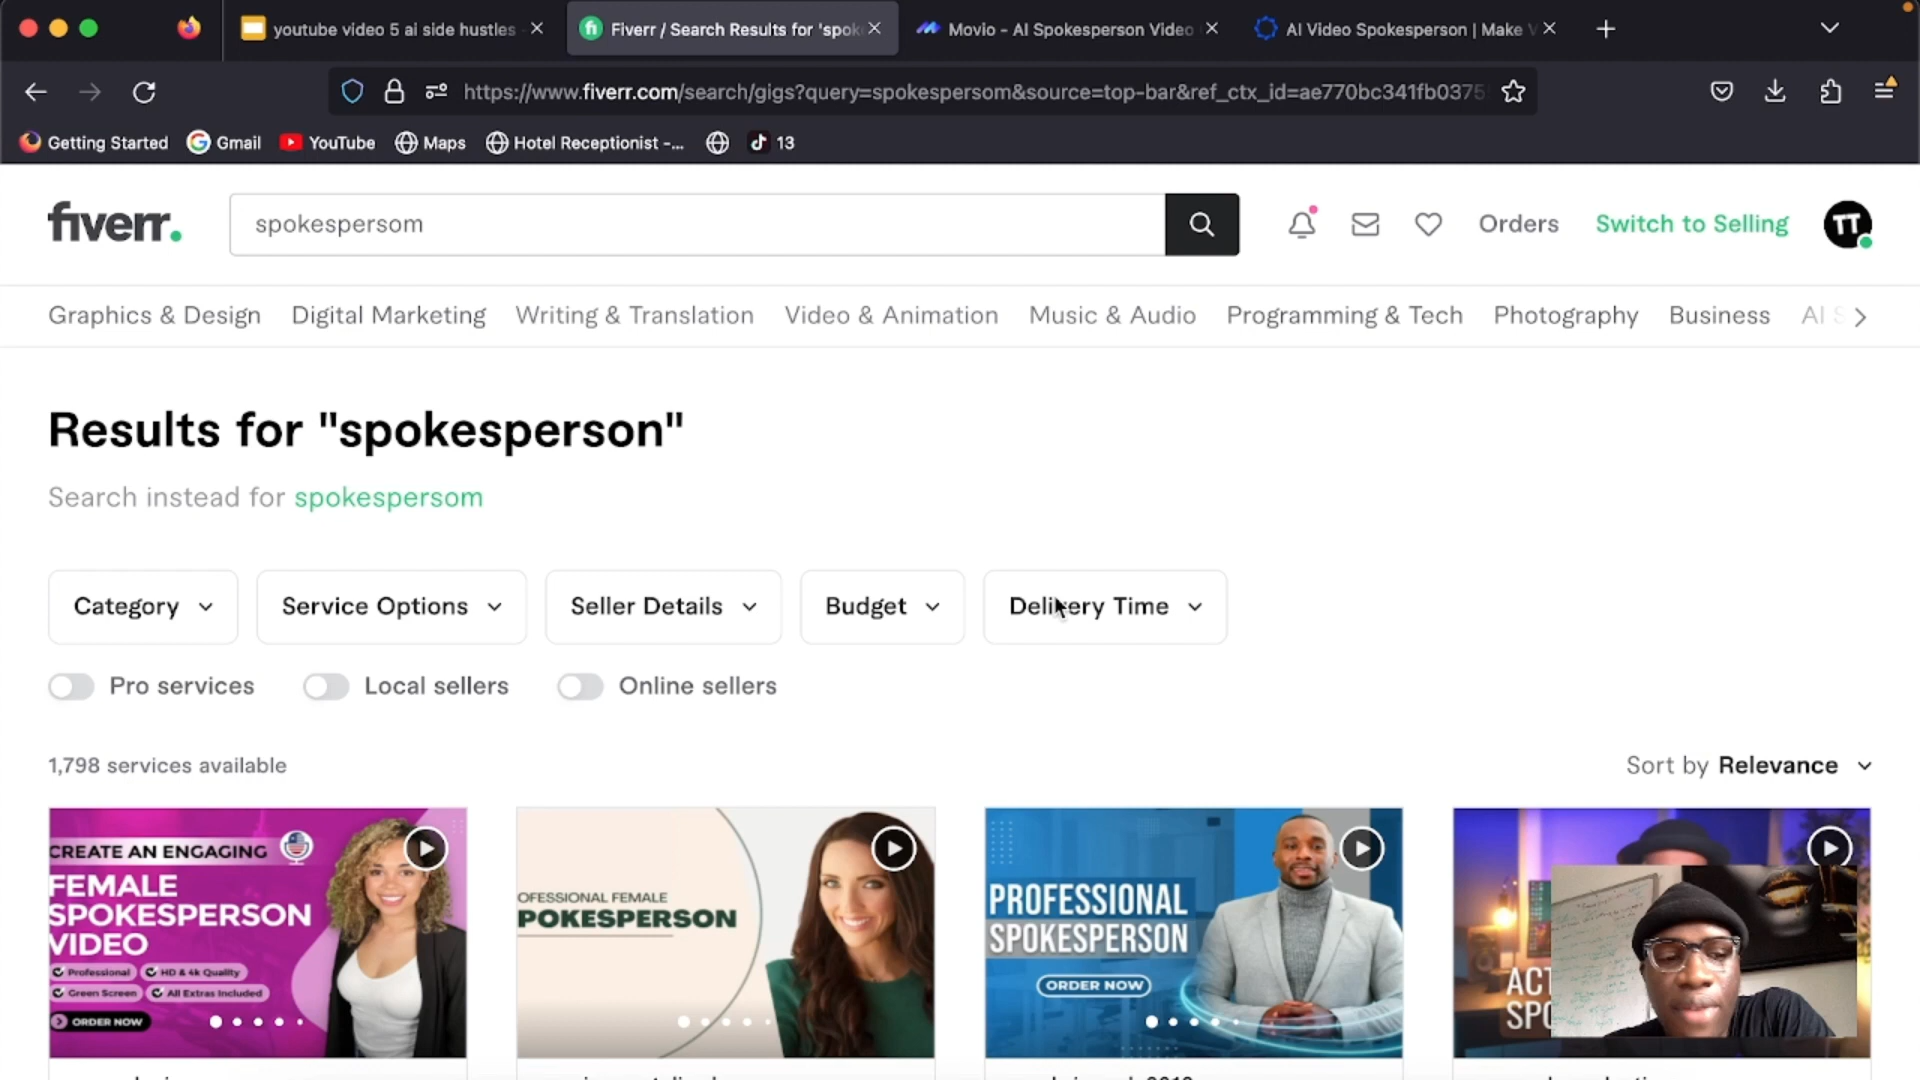 youtube video 5 ai side hustles
Fiverr / Search Results for 'spok
Movio - AI Spokesperson Video
AI Video Spokesperson | Make V
https://www.fiverr.com/search/gigs?query=spokespersom&source=top-bar&ref_ctx_id=ae770bc341fb0375
Getting Started
Gmail
YouTube
Maps
Hotel Receptionist -...
13
fiverr.
spokespersom
Orders
Switch to Selling
TT
Graphics & Design
Digital Marketing
Writing & Translation
Video & Animation
Music & Audio
Programming & Tech
Photography
Business
AI S
Results for "spokesperson"
Search instead for spokespersom
Category
Service Options
Seller Details
Budget
Delivery Time
Pro services
Local sellers
Online sellers
1,798 services available
Sort by Relevance
CREATE AN ENGAGING
FEMALE
SPOKESPERSON
VIDEO
Professional
HD & 4k Quality
Green Screen
All Extras Included
ORDER NOW
OFESSIONAL FEMALE
POKESPERSON
PROFESSIONAL
SPOKESPERSON
ORDER NOW
ACT
SPO